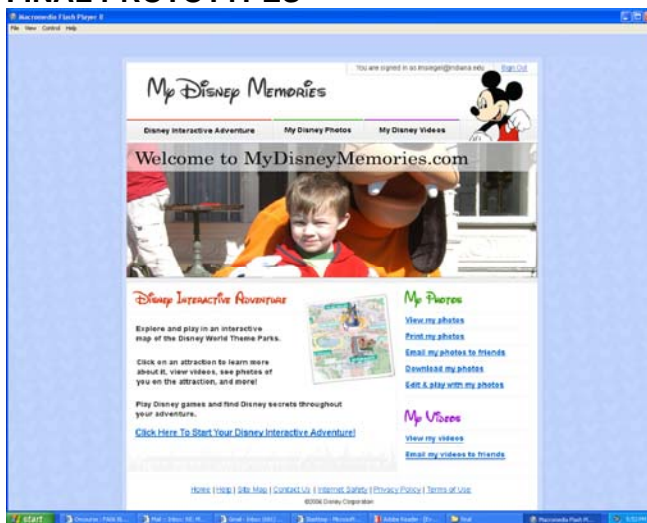 FINAL PROTOTYPES
Macromedia Flash Player 8
File View Control Help
You are signed in as insiegel@indiana.edu Sign Out
My Disney Memories
Disney Interactive Adventure My Disney Photos My Disney Videos
Welcome to MyDisneyMemories.com
Disney Interactive Adventure
Explore and play in an interactive
map of the Disney World Theme Parks.
Click on an attraction to learn more
about it, view videos, see photos of
you on the attraction, and more!
Play Disney games and find Disney secrets throughout
your adventure.
Click Here To Start Your Disney Interactive Adventure!
My Photos
View my photos
Print my photos
Email my photos to friends
Download my photos
Edit & play with my photos
My Videos
View my videos
Email my videos to friends
Home | Help | Site Map | Contact Us | Internet Safety | Privacy Policy | Terms of Use
©2006 Disney Corporation
start